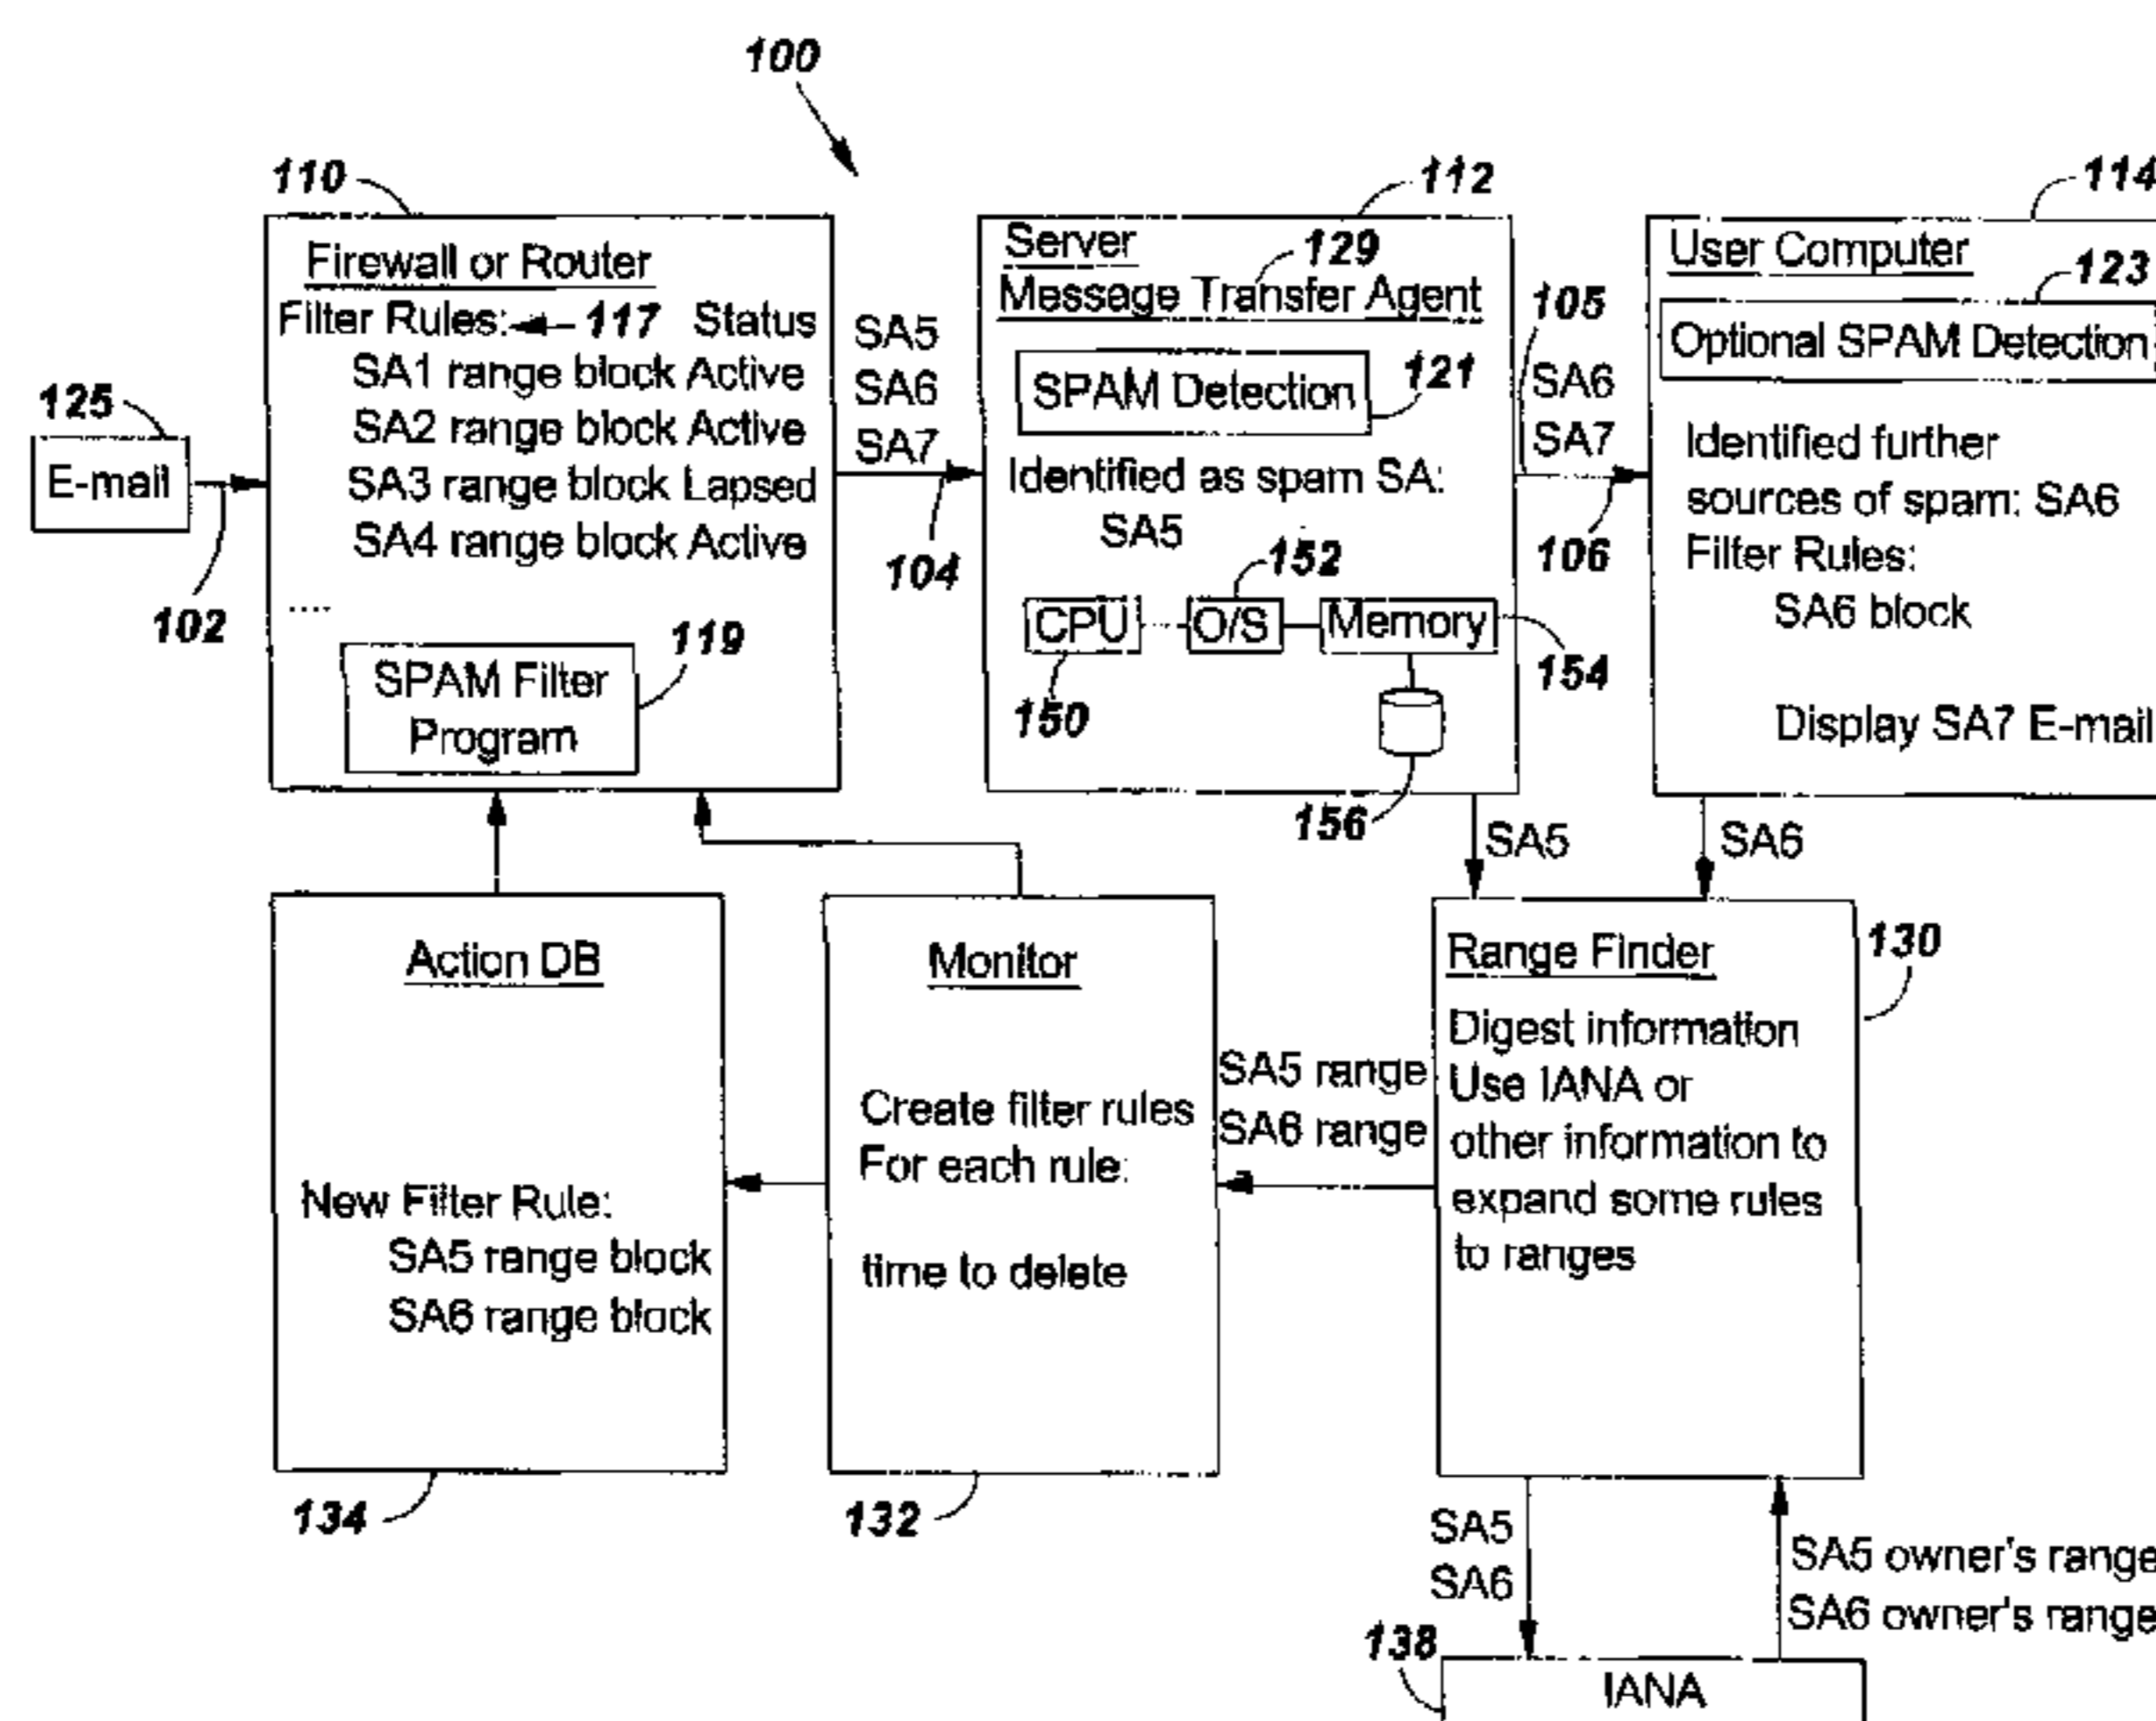 100
110
Firewall or Router
Filter Rules: 117 Status
SA1 range block Active
SA2 range block Active
SA3 range block Lapsed
SA4 range block Active
....
SPAM Filter
Program
119
125
E-mail
102
SA5
SA6
SA7
104
112
Server
129
Message Transfer Agent
SPAM Detection
121
Identified as spam SA:
SA5
152
CPU O/S Memory
150
154
156
105
SA6
SA7
106
114
User Computer
123
Optional SPAM Detection
Identified further
sources of spam: SA6
Filter Rules:
SA6 block
Display SA7 E-mail
SA5
SA6
Action DB
New Filter Rule:
SA5 range block
SA6 range block
134
Monitor
Create filter rules
For each rule:
time to delete
132
SA5 range
SA6 range
Range Finder
130
Digest information
Use IANA or
other information to
expand some rules
to ranges
SA5
SA6
SA5 owner's range
SA6 owner's range
138
IANA